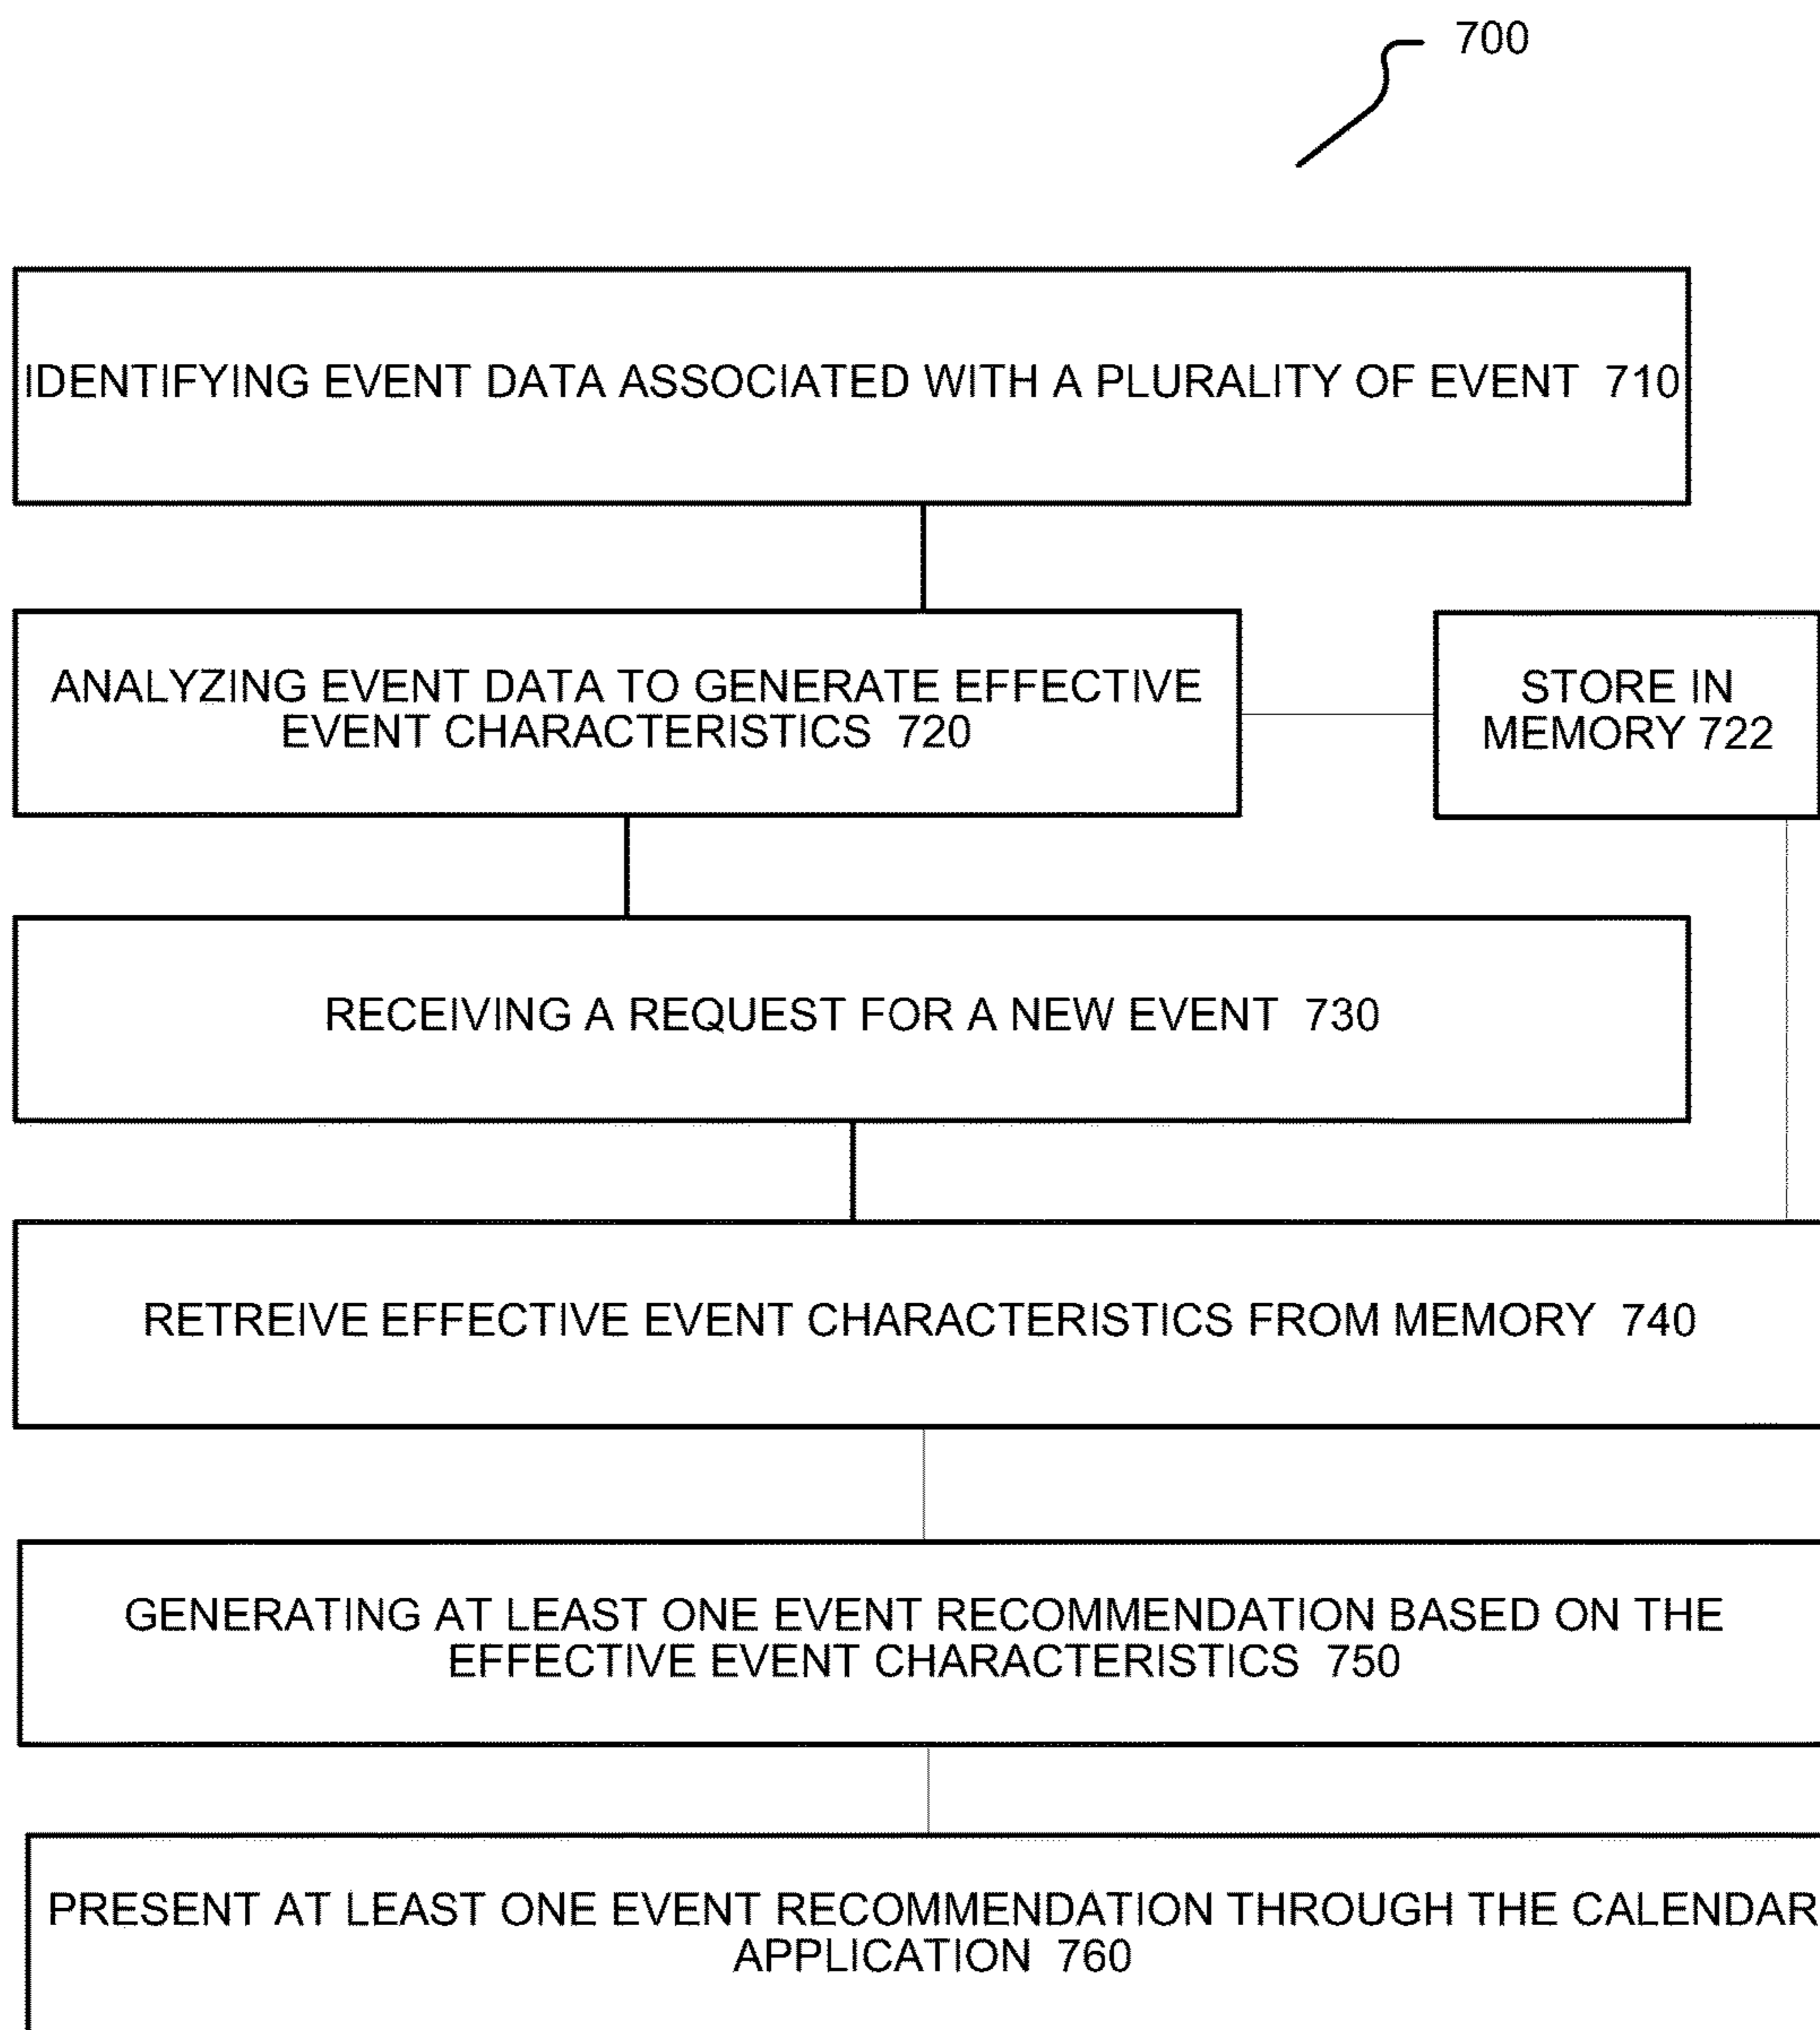 700
IDENTIFYING EVENT DATA ASSOCIATED WITH A PLURALITY OF EVENT 710
ANALYZING EVENT DATA TO GENERATE EFFECTIVE
EVENT CHARACTERISTICS 720
STORE IN
MEMORY 722
RECEIVING A REQUEST FOR A NEW EVENT 730
RETREIVE EFFECTIVE EVENT CHARACTERISTICS FROM MEMORY 740
GENERATING AT LEAST ONE EVENT RECOMMENDATION BASED ON THE
EFFECTIVE EVENT CHARACTERISTICS 750
PRESENT AT LEAST ONE EVENT RECOMMENDATION THROUGH THE CALENDAR
APPLICATION 760